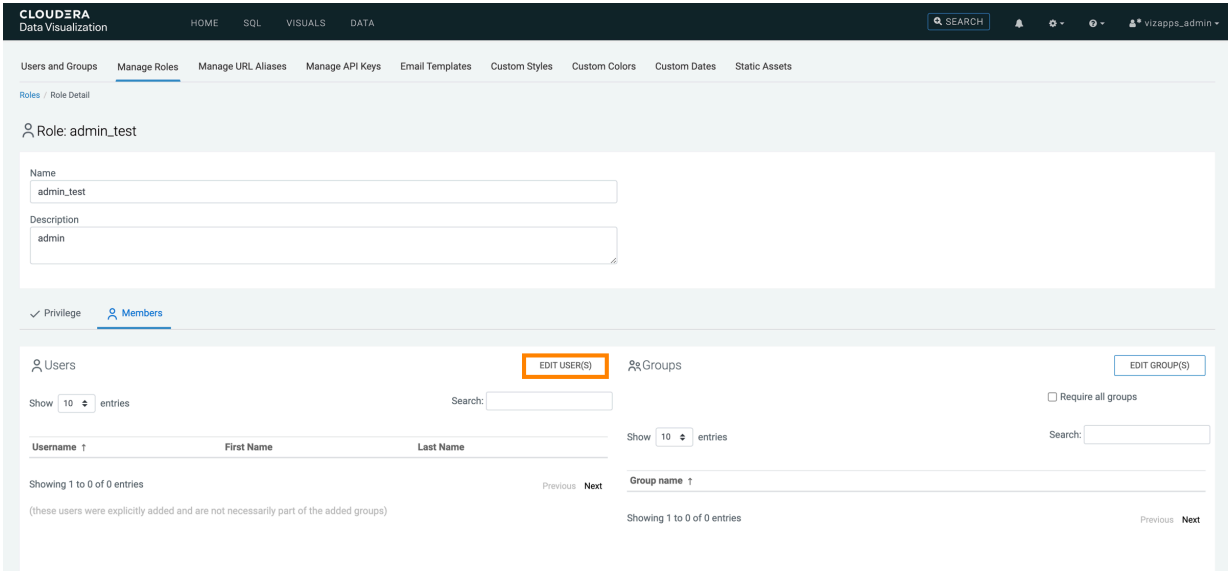 CLOUDERA
Data Visualization
HOME SQL VISUALS DATA
SEARCH
vizapps_admin
Users and Groups Manage Roles Manage URL Aliases Manage API Keys Email Templates Custom Styles Custom Colors Custom Dates Static Assets
Roles / Role Detail
Role: admin_test
Name
admin_test
Description
admin
Privilege Members
Users EDIT USER(S)
Show 10 entries Search:
Username ↑ First Name Last Name
Showing 1 to 0 of 0 entries Previous Next
(these users were explicitly added and are not necessarily part of the added groups)
Groups EDIT GROUP(S)
Require all groups
Show 10 entries Search:
Group name ↑
Showing 1 to 0 of 0 entries Previous Next